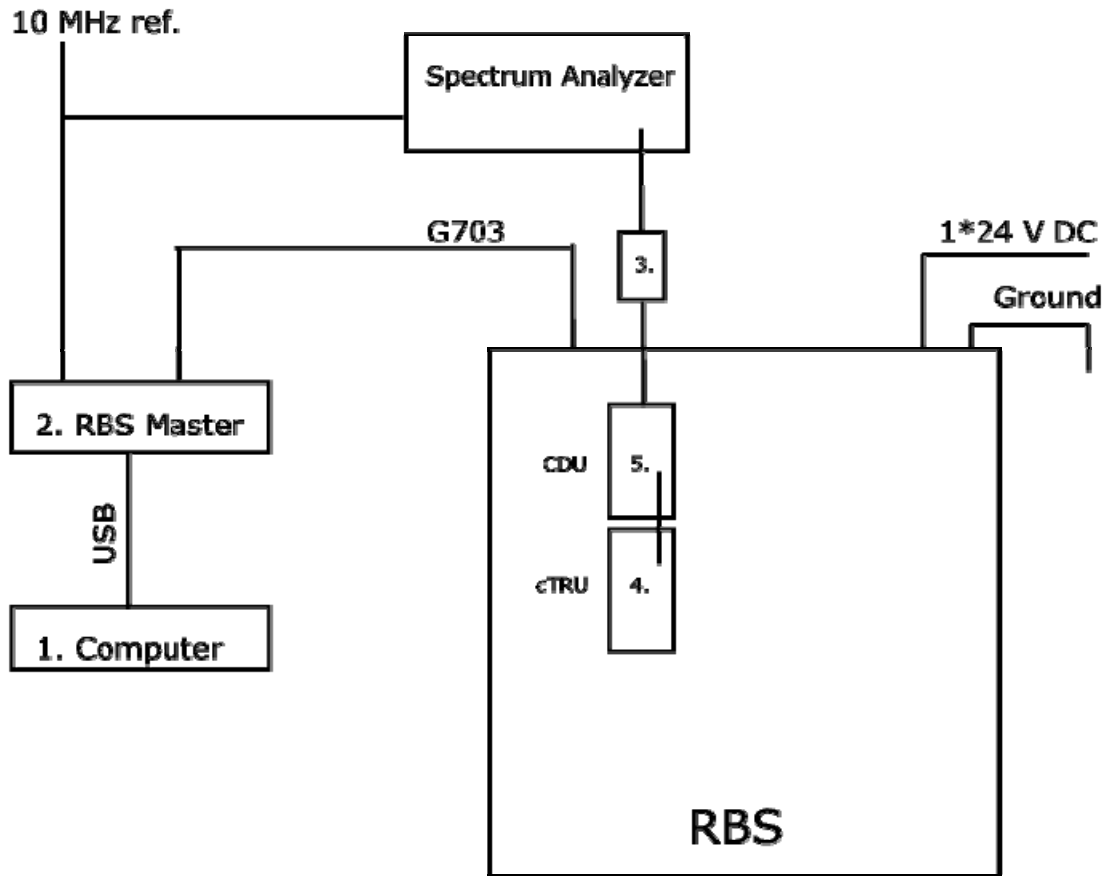 10 MHz ref.
Spectrum Analyzer
G703
1*24 V DC
3.
Ground
2. RBS Master
CDU
5.
USB
cTRU
4.
1. Computer
RBS